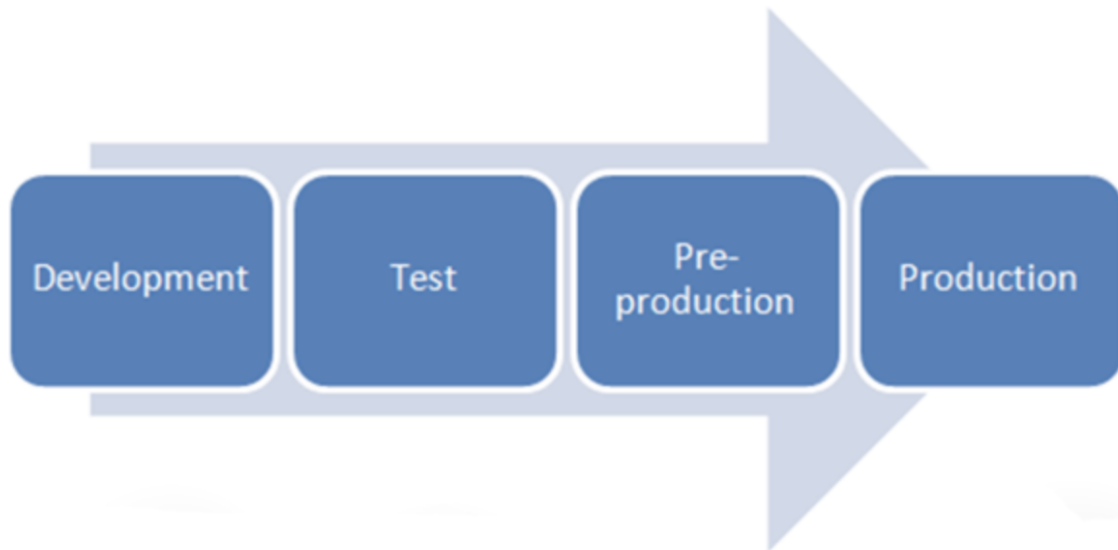 Development
Test
Pre-
production
Production